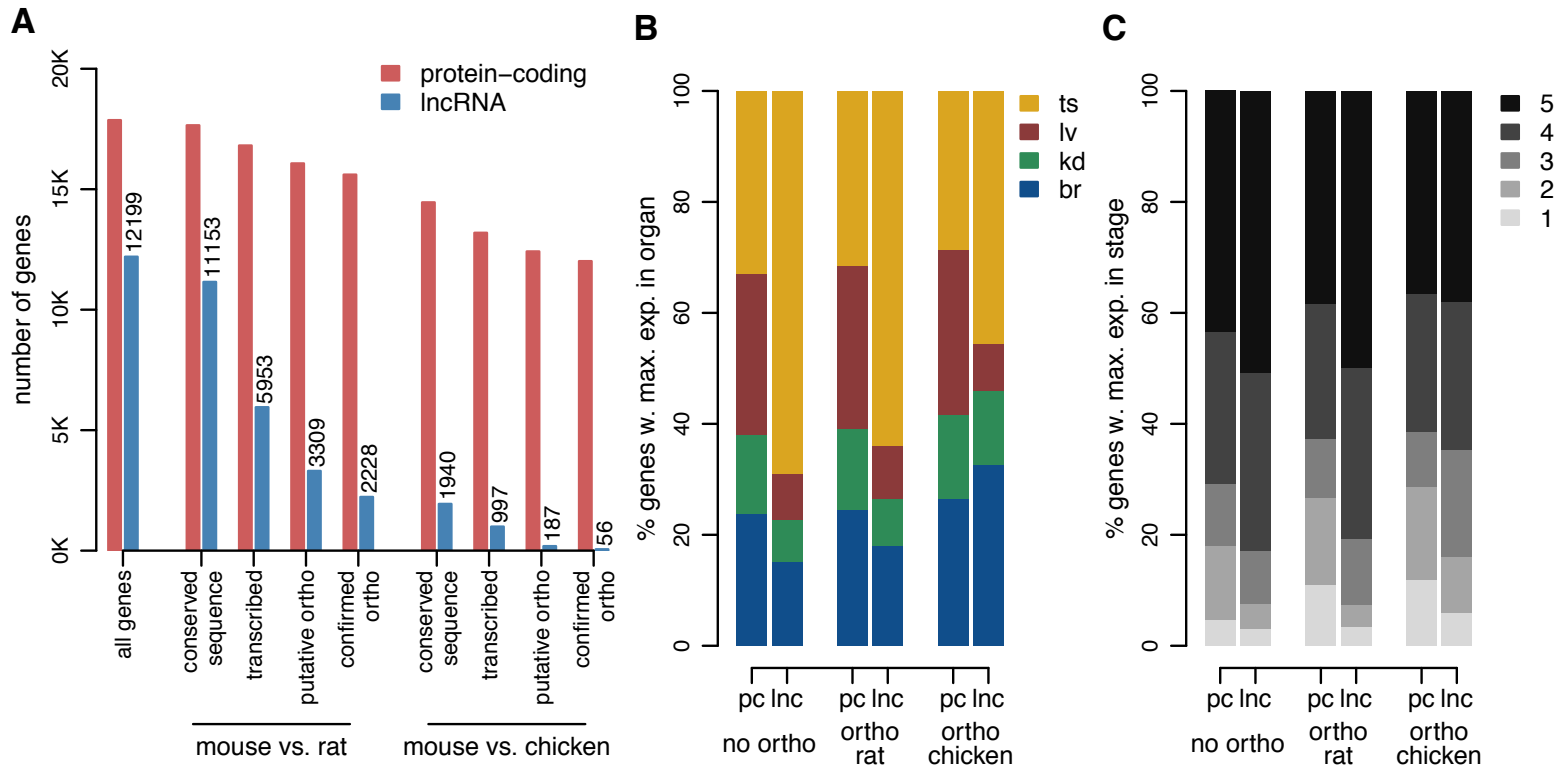 A
number of genes
20K
15K
10K
5K
0K
protein−coding
lncRNA
12199
11153
5953
3309
2228
1940
997
187
56
all genes
conserved
sequence
transcribed
putative ortho
confirmed
ortho
conserved
sequence
transcribed
putative ortho
confirmed
ortho
mouse vs. rat
mouse vs. chicken
B
% genes w. max. exp. in organ
100
80
60
40
20
0
ts
lv
kd
br
pc lnc
pc lnc
pc lnc
no ortho
ortho
rat
ortho
chicken
C
% genes w. max. exp. in stage
100
80
60
40
20
0
5
4
3
2
1
pc lnc
pc lnc
pc lnc
no ortho
ortho
rat
ortho
chicken